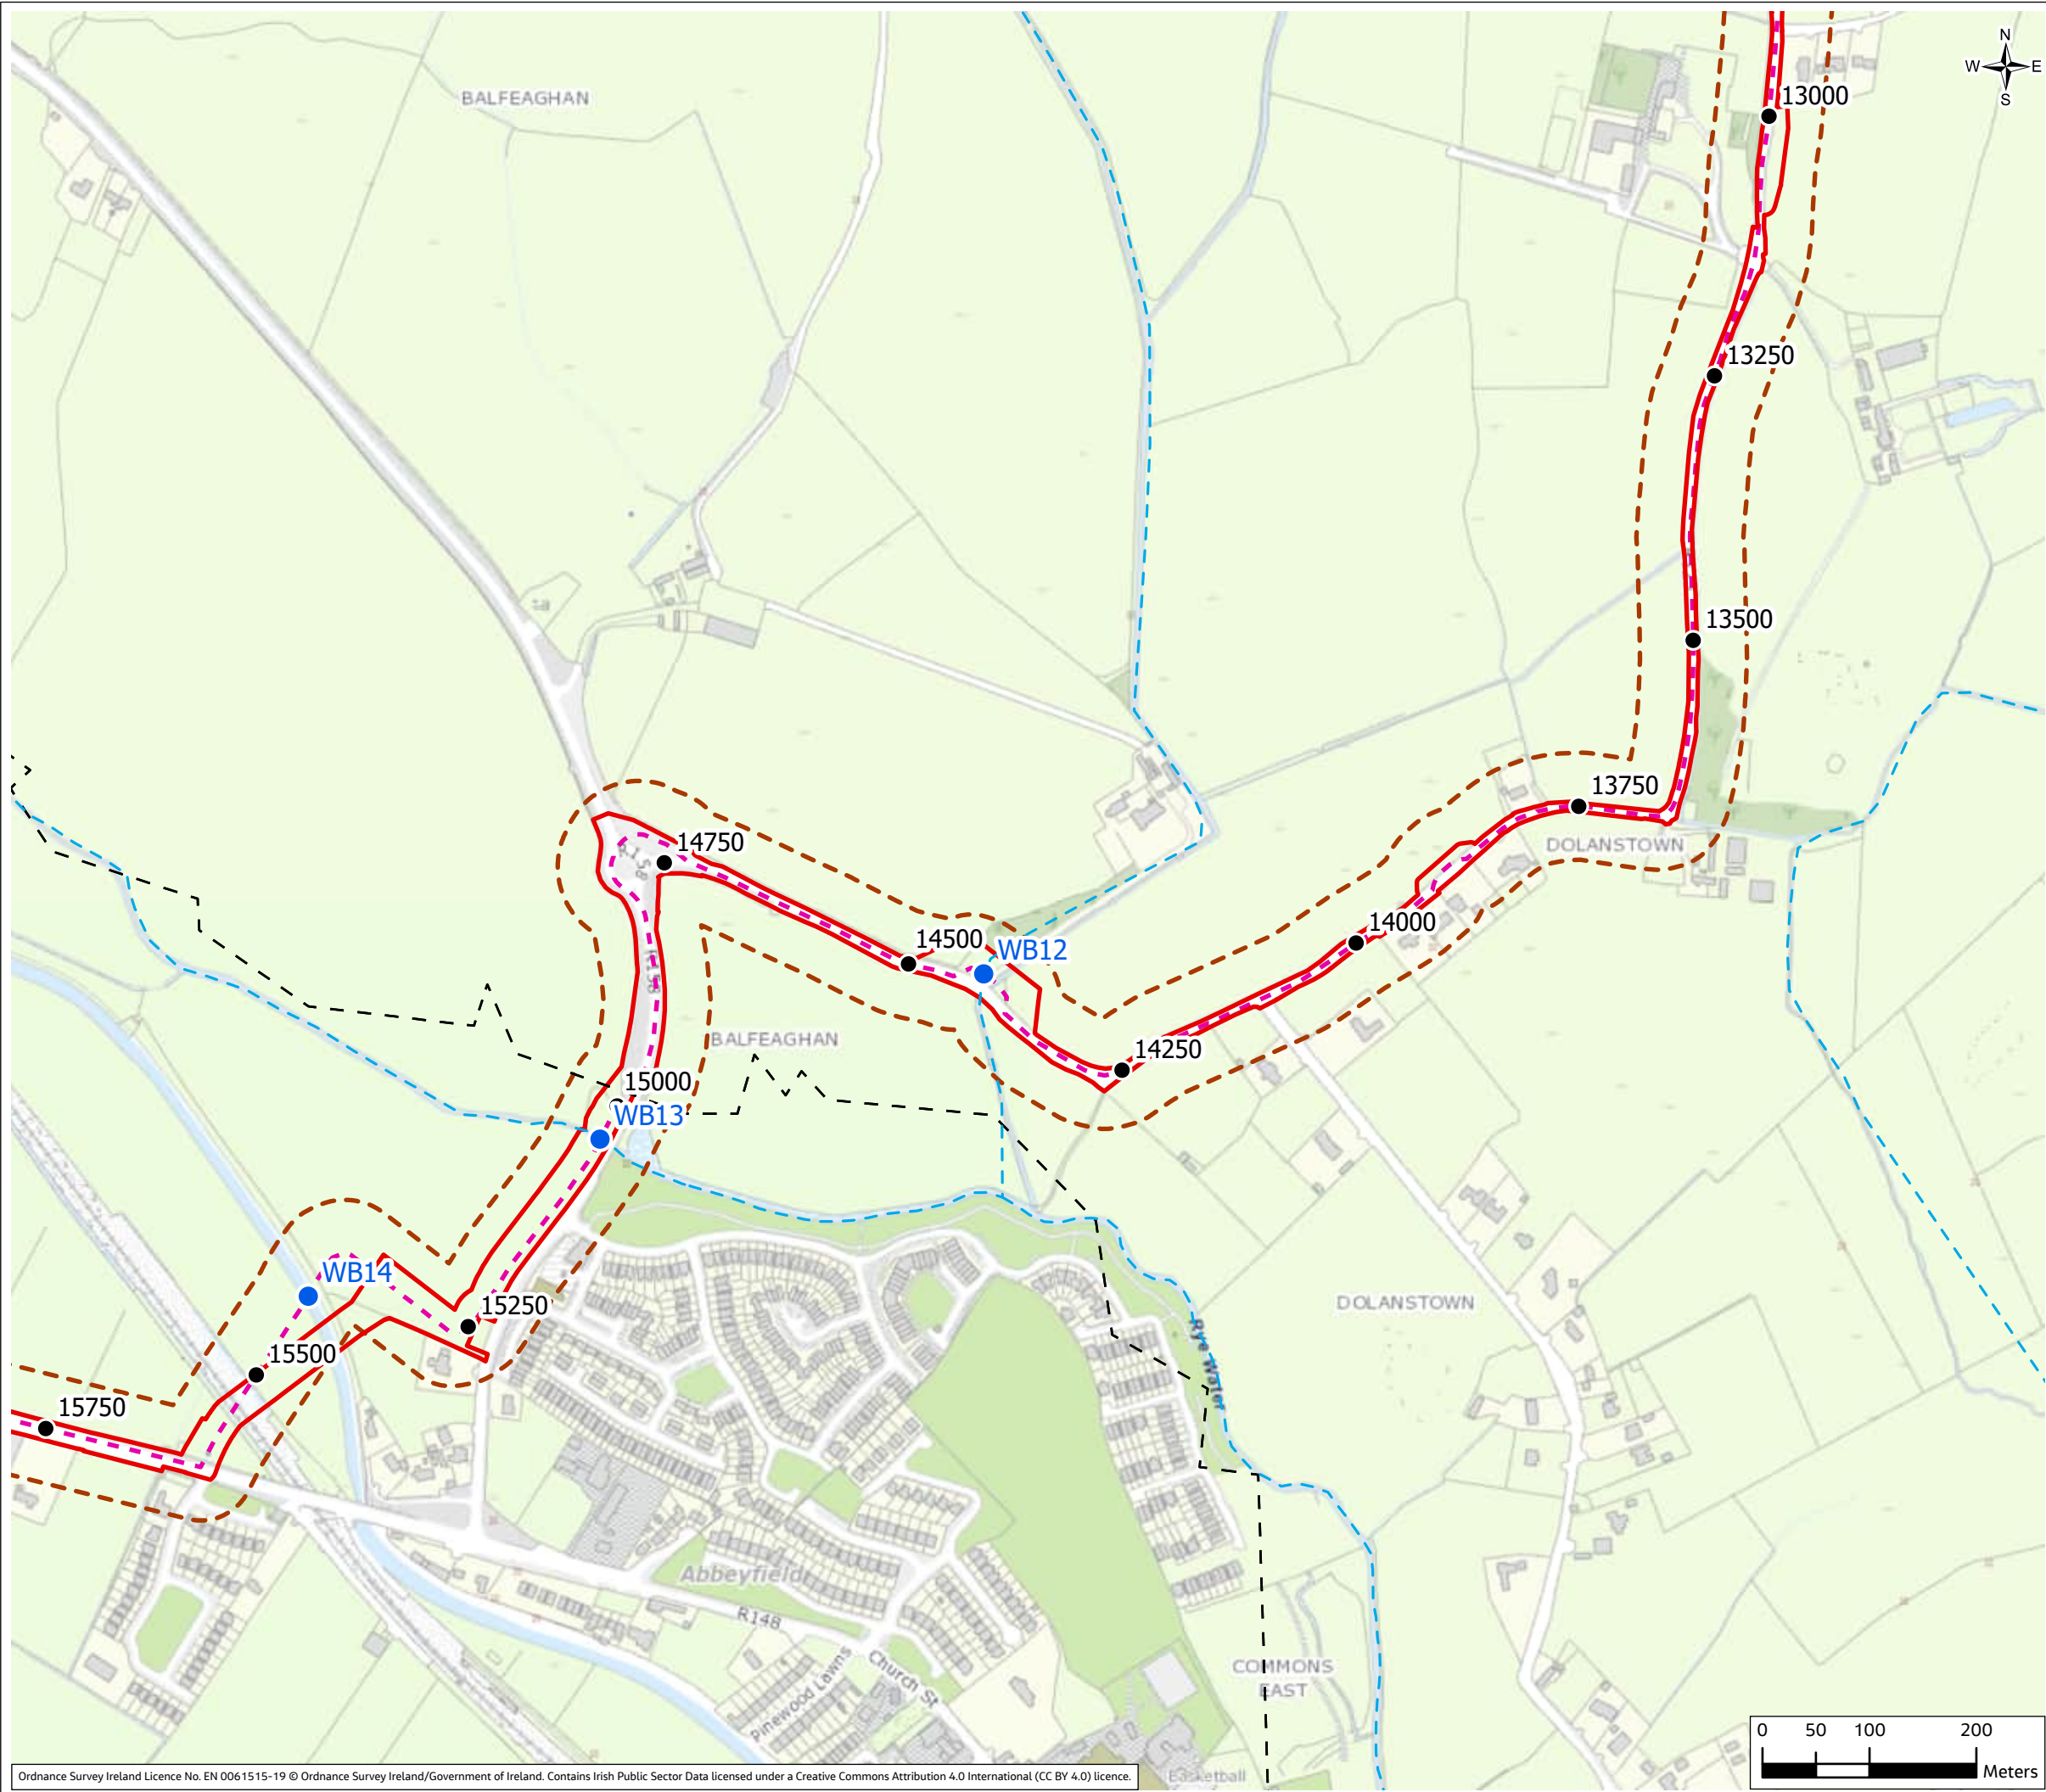 N
W E
S
BALFEAGHAN
13000
13250
13500
13750
DOLANSTOWN
14750
R158
14500
WB12
14000
R158
BALFEAGHAN
14250
15000
WB13
WB14
15250
DOLANSTOWN
15500
Rye Water
15750
Abbeyfield
R148
Church St
Pinewood Lawns
COMMONS
EAST
Basketball
0 50 100 200
Meters
Ordnance Survey Ireland Licence No. EN 0061515-19 © Ordnance Survey Ireland/Government of Ireland. Contains Irish Public Sector Data licensed under a Creative Commons Attribution 4.0 International (CC BY 4.0) licence.